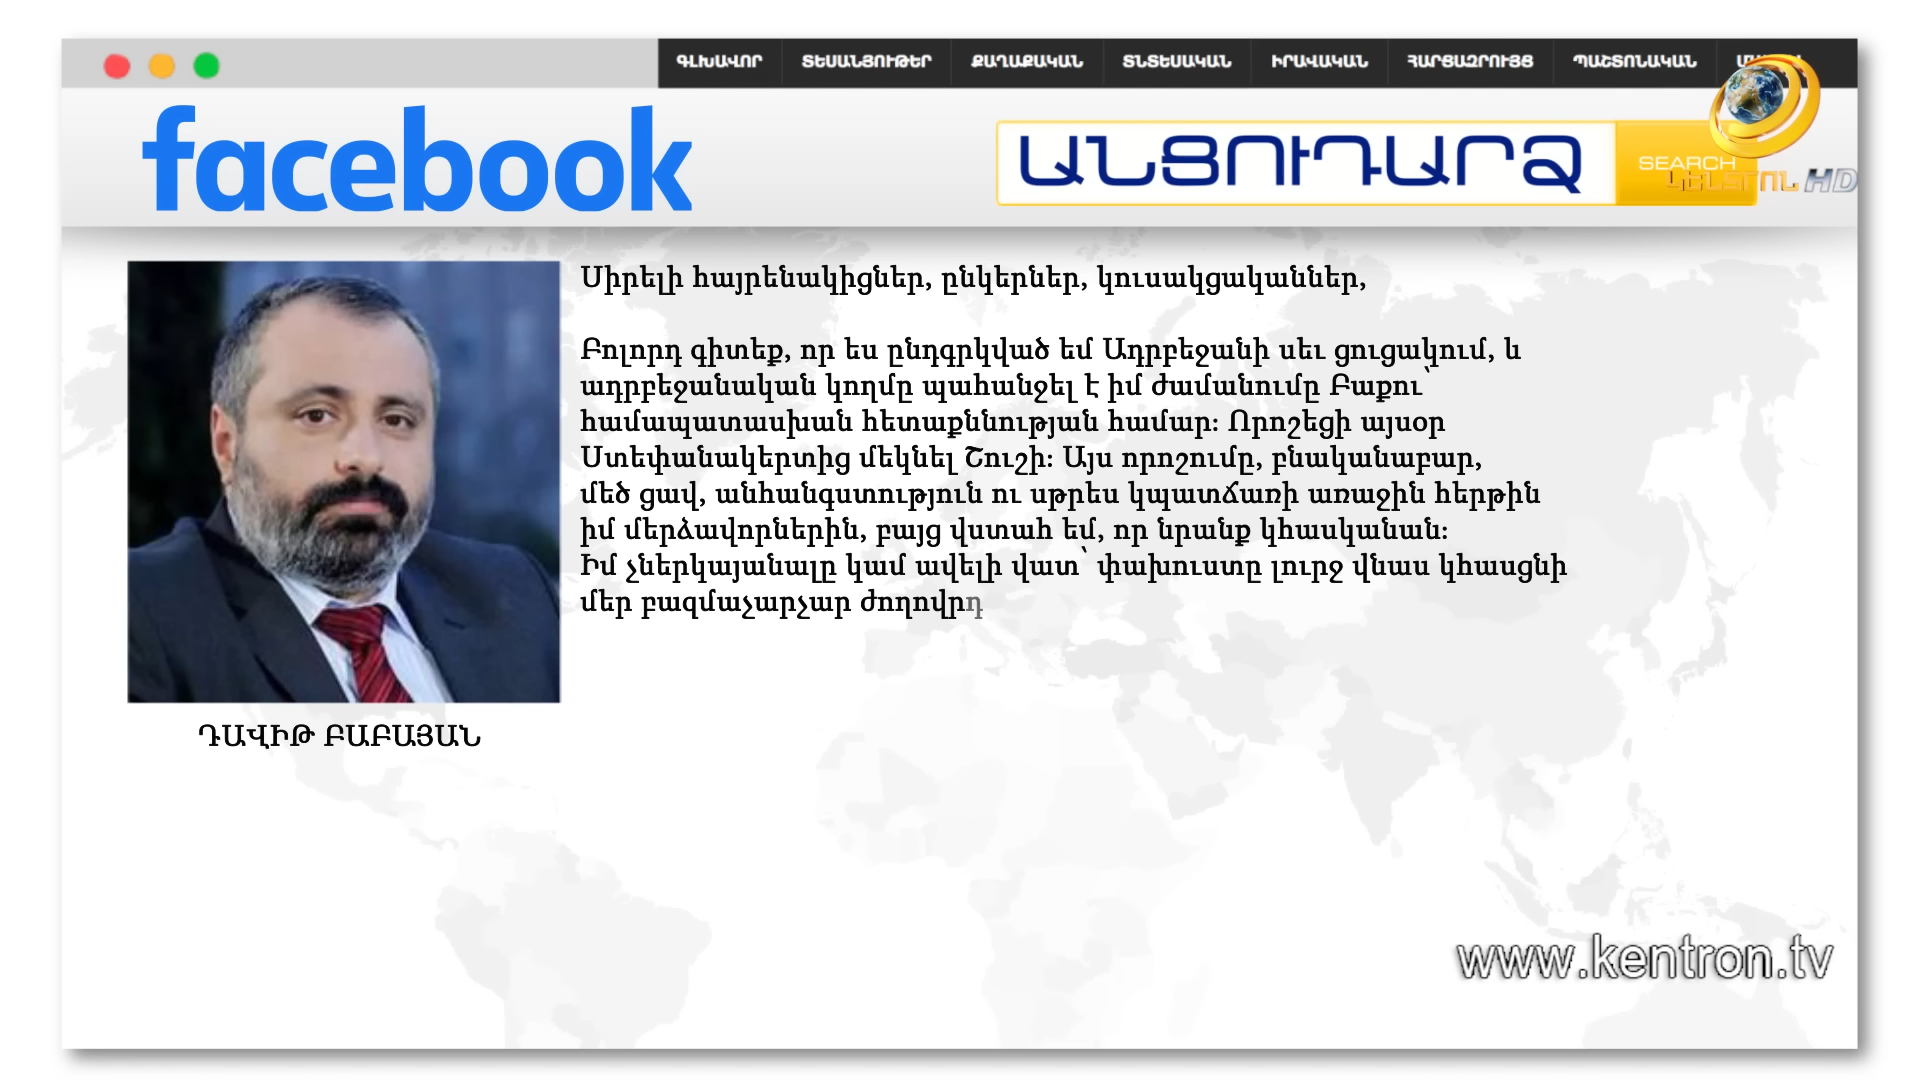 ԳԼԽԱՎՈՐ ՏԵՍԱՆՅՈՒԹԵՐ ՔԱՂԱՔԱԿԱՆ ՏՆՏԵՍԱԿԱՆ ԻՐԱՎԱԿԱՆ ՀԱՐՑԱԶՐՈՒՅՑ ՊԱՇՏՈՆԱԿԱՆ
facebook
ԱՆՑՈՒԴԱՐՁ
SEARCH
ԿԵՆՏՐՈՆ HD
Սիրելի հայրենակիցներ, ընկերներ, կուսակցականներ,
Բոլորդ գիտեք, որ ես ընդգրկված եմ Ադրբեջանի սեւ ցուցակում, և
ադրբեջանական կողմը պահանջել է իմ ժամանումը Բաքու՝
համապատասխան հետաքննության համար։ Որոշեցի այսօր
Ստեփանակերտից մեկնել Շուշի։ Այս որոշումը, բնականաբար,
մեծ ցավ, անհանգստություն ու սթրես կպատճառի առաջին հերթին
իմ մերձավորներին, բայց վստահ եմ, որ նրանք կհասկանան։
Իմ չներկայանալը կամ ավելի վատ՝ փախուստը լուրջ վնաս կհասցնի
մեր բազմաչարչար ժողովրդ
ԴԱՎԻԹ ԲԱԲԱՅԱՆ
www.kentron.tv